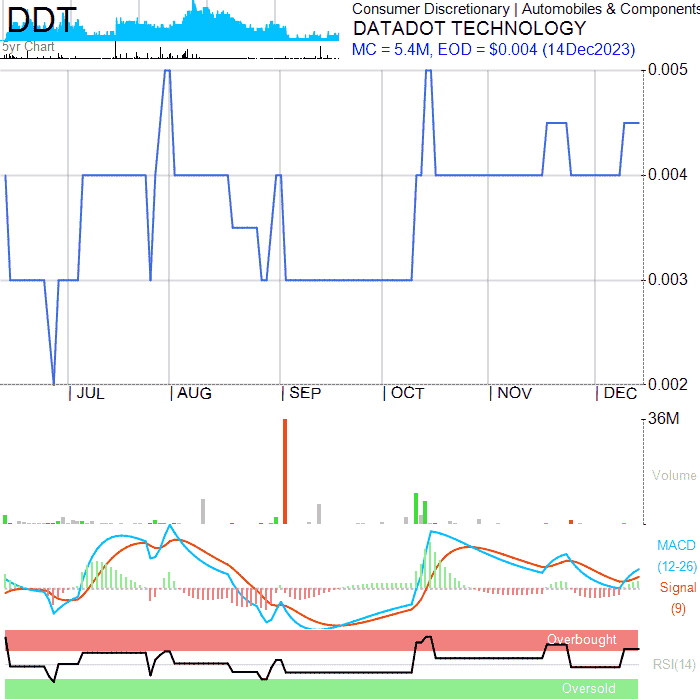 DDT
5yr Chart
Consumer Discretionary | Automobiles & Components
DATADOT TECHNOLOGY
MC = 5.4M, EOD = $0.004 (14Dec2023)
0.005
0.004
0.003
0.002
JUL AUG SEP OCT NOV DEC
36M
Volume
MACD
(12-26)
Signal
(9)
Overbought
RSI(14)
Oversold